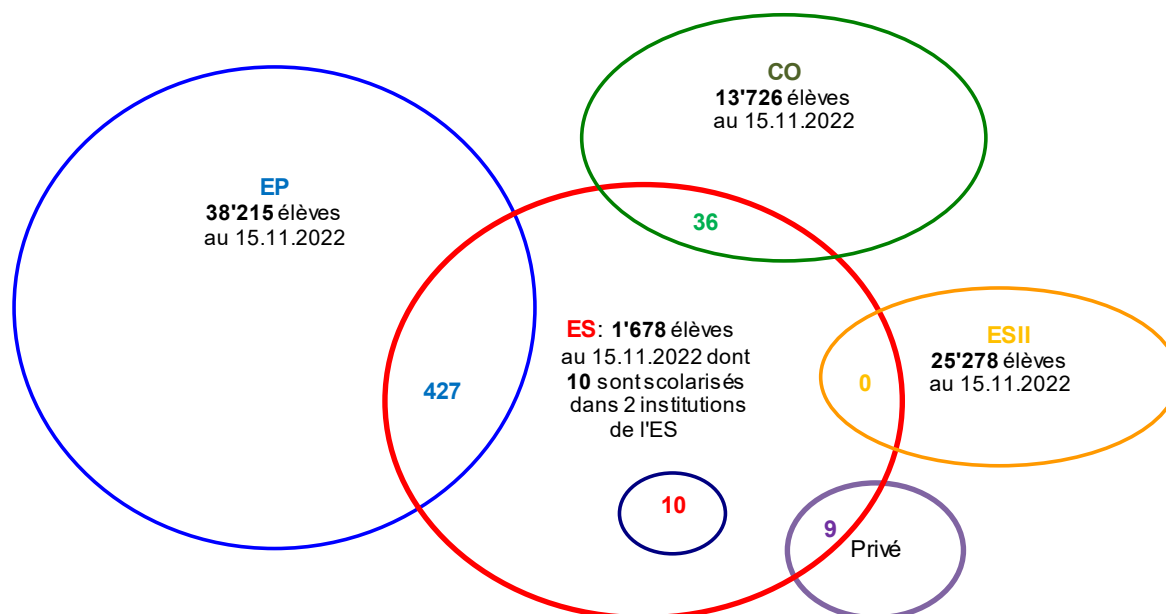 CO
13'726 élèves
au 15.11.2022
EP
38'215 élèves
au 15.11.2022
36
ES: 1'678 élèves
au 15.11.2022 dont
10 sont scolarisés
dans 2 institutions
de l'ES
ESII
25'278 élèves
au 15.11.2022
427
0
10
9
Privé